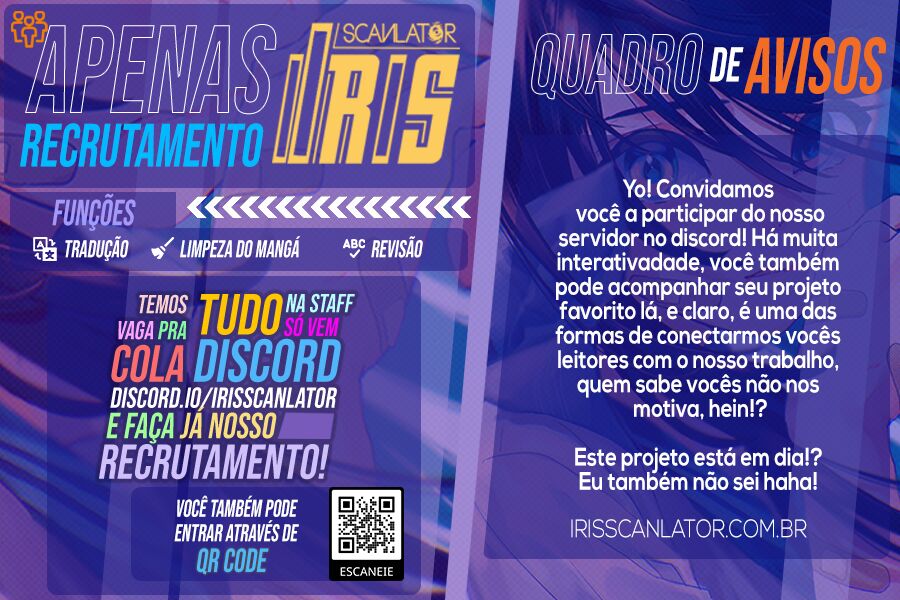 APENAS
RECRUTAMENTO
SCANLATOR
IRIS
FUNÇÕES
TRADUÇÃO LIMPEZA DO MANGÁ ABC REVISÃO
TEMOS VAGA PRA TUDO NA STAFF SÓ VEM
COLA DISCORD
DISCORD.IO/IRISSCANLATOR
E FAÇA JÁ NOSSO
RECRUTAMENTO!
VOCÊ TAMBÉM PODE
ENTRAR ATRAVÉS DE
QR CODE
ESCANEIE
QUADRO DE AVISOS
Yo! Convidamos
você a participar do nosso
servidor no discord! Há muita
interativadade, você também
pode acompanhar seu projeto
favorito lá, e claro, é uma das
formas de conectarmos vocês
leitores com o nosso trabalho,
quem sabe vocês não nos
motiva, hein!?
Este projeto está em dia!?
Eu também não sei haha!
IRISSCANLATOR.COM.BR